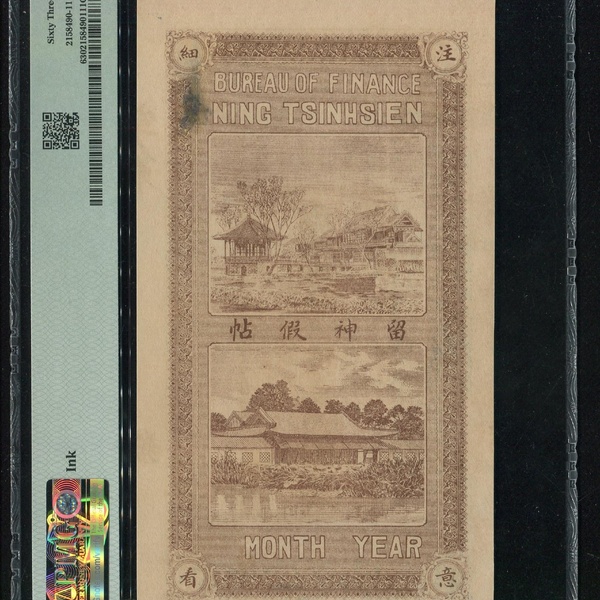 細 注
BUREAU OF FINANCE
NING TSINHSIEN
帖 假 神 留
MONTH YEAR
看 意
Sixty Thre
2158490-11
Ink